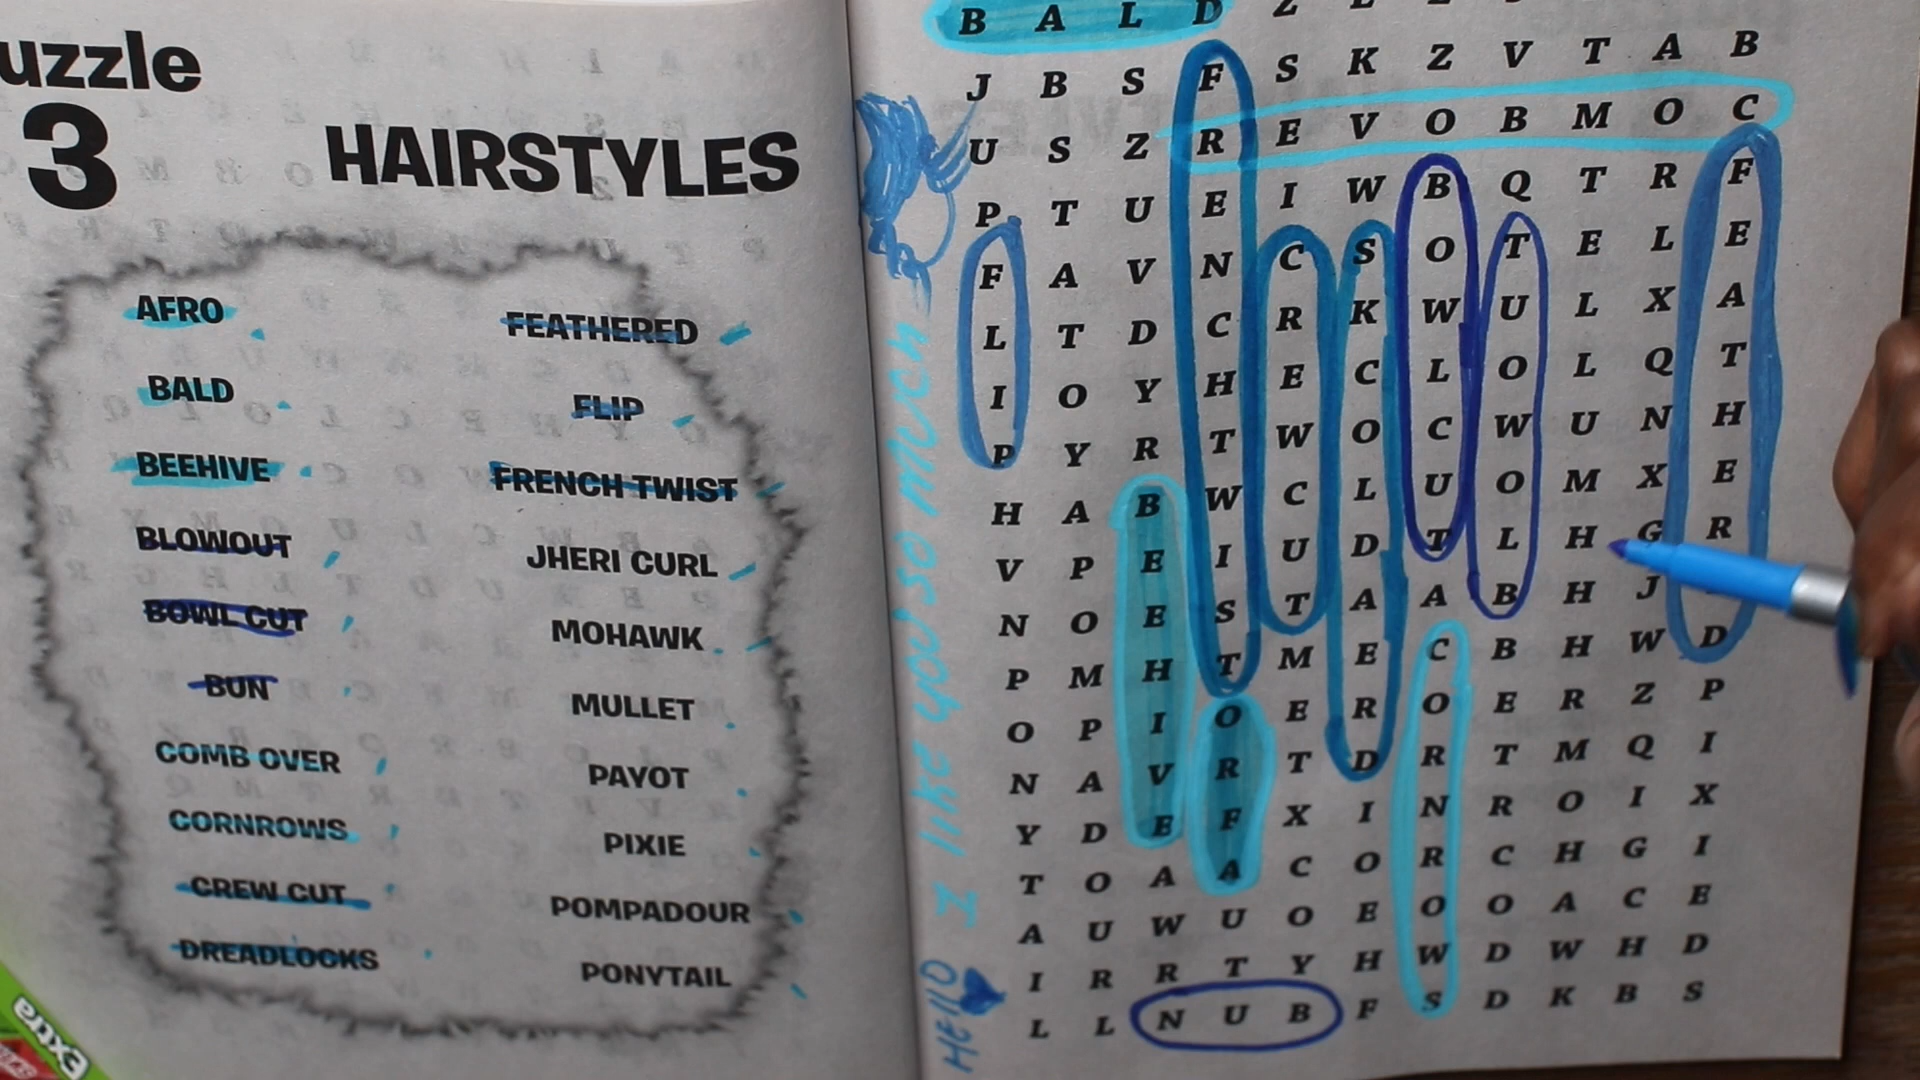 uzzle
3
HAIRSTYLES
AFRO
BALD
BEEHIVE
BLOWOUT
BOWL CUT
BUN
COMB OVER
CORNROWS
CREW CUT
DREADLOCKS
FEATHERED
FLIP
FRENCH TWIST
JHERI CURL
MOHAWK
MULLET
PAYOT
PIXIE
POMPADOUR
PONYTAIL
Extra
HEllO I like you so much
B A L D Z
J B S F S K Z V T A B
U S Z R E V O B M O C
P T U E I W B Q T R F
F A V N C S O T E L E
L T D C R K W U L X A
I O Y H E C L O L Q T
P Y R T W O C W U N H
H A B W C L U O M X E
V P E I U D T L H G R
N O E S T A A B H J
P M H T M E C B H W D
O P I O E R O E R Z P
N A V R T D R T M Q I
Y D E F X I N R O I X
T O A A C O R C H G I
A U W U O E O O A C E
I R R T Y H W D W H D
L L N U B F S D K B S